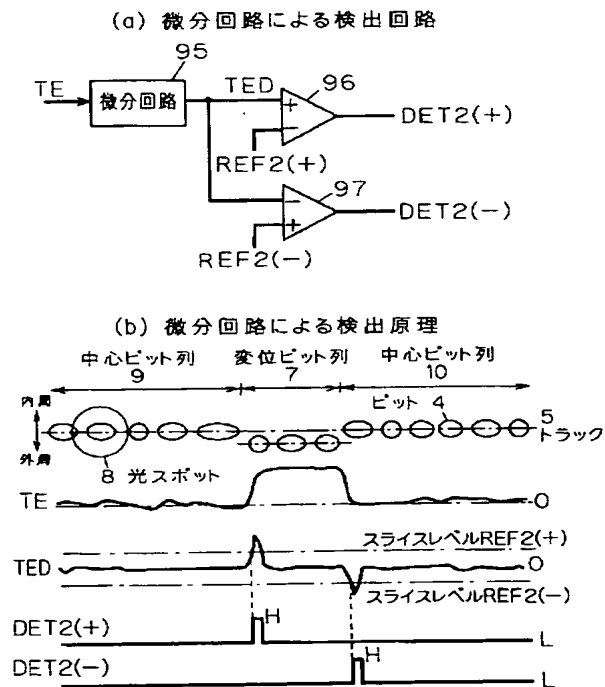 (a) 微分回路による検出回路
95
TE
微分回路
TED
96
DET2(+)
REF2(+)
97
DET2(-)
REF2(-)
(b) 微分回路による検出原理
中心ピット列
変位ピット列
中心ピット列
9
7
10
内周
ピット 4
5
トラック
外周
8 光スポット
TE
0
スライスレベルREF2(+)
TED
0
スライスレベルREF2(-)
DET2(+)
H
L
DET2(-)
H
L